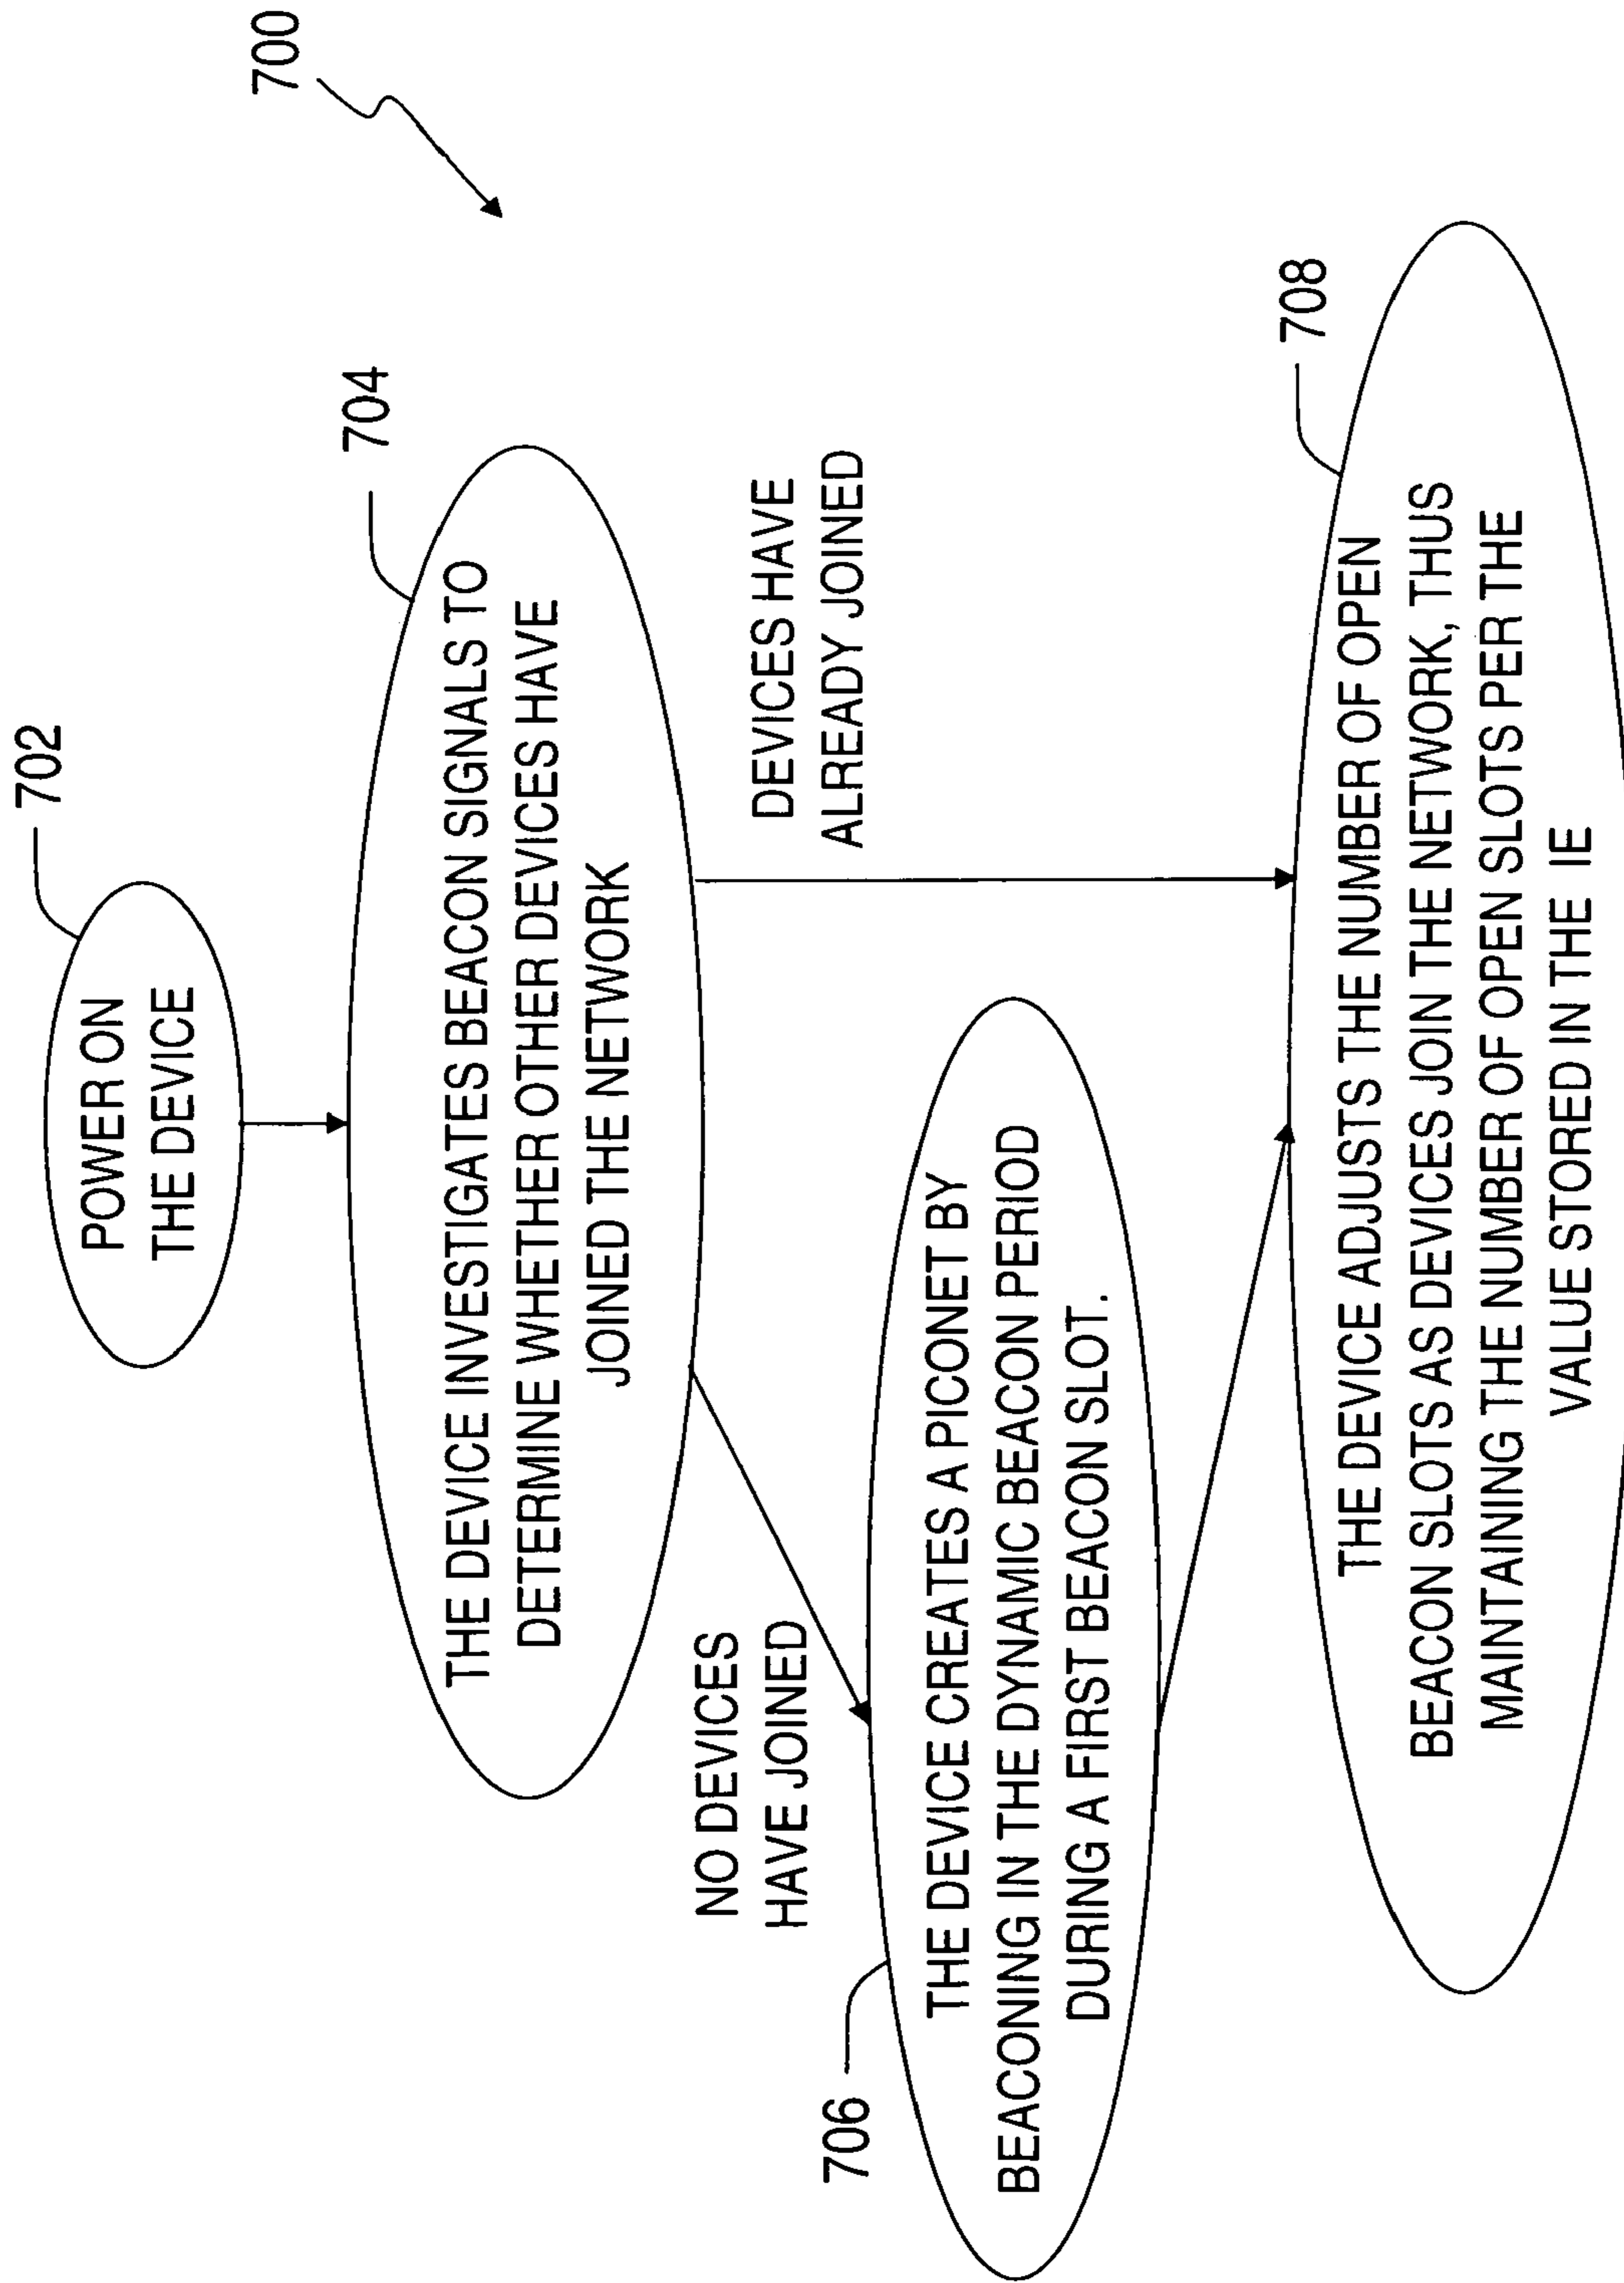 700
702
POWER ON
THE DEVICE
704
THE DEVICE INVESTIGATES BEACON SIGNALS TO
DETERMINE WHETHER OTHER DEVICES HAVE
JOINED THE NETWORK
NO DEVICES
HAVE JOINED
DEVICES HAVE
ALREADY JOINED
706
THE DEVICE CREATES A PICONET BY
BEACONING IN THE DYNAMIC BEACON PERIOD
DURING A FIRST BEACON SLOT.
708
THE DEVICE ADJUSTS THE NUMBER OF OPEN
BEACON SLOTS AS DEVICES JOIN THE NETWORK, THUS
MAINTAINING THE NUMBER OF OPEN SLOTS PER THE
VALUE STORED IN THE IE